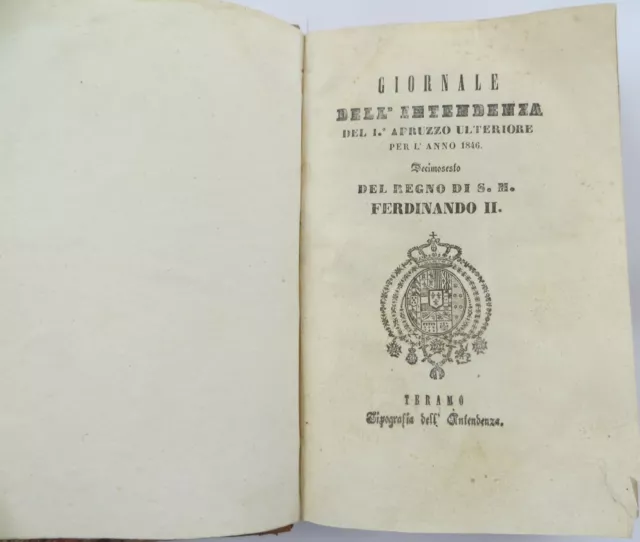 GIORNALE
DELL' INTENDENZA
DEL 1.º APRUZZO ULTERIORE
PER L' ANNO 1846.
Decimosesto
DEL REGNO DI S. M.
FERDINANDO II.
TERAMO
Tipografia dell' Intendenza.